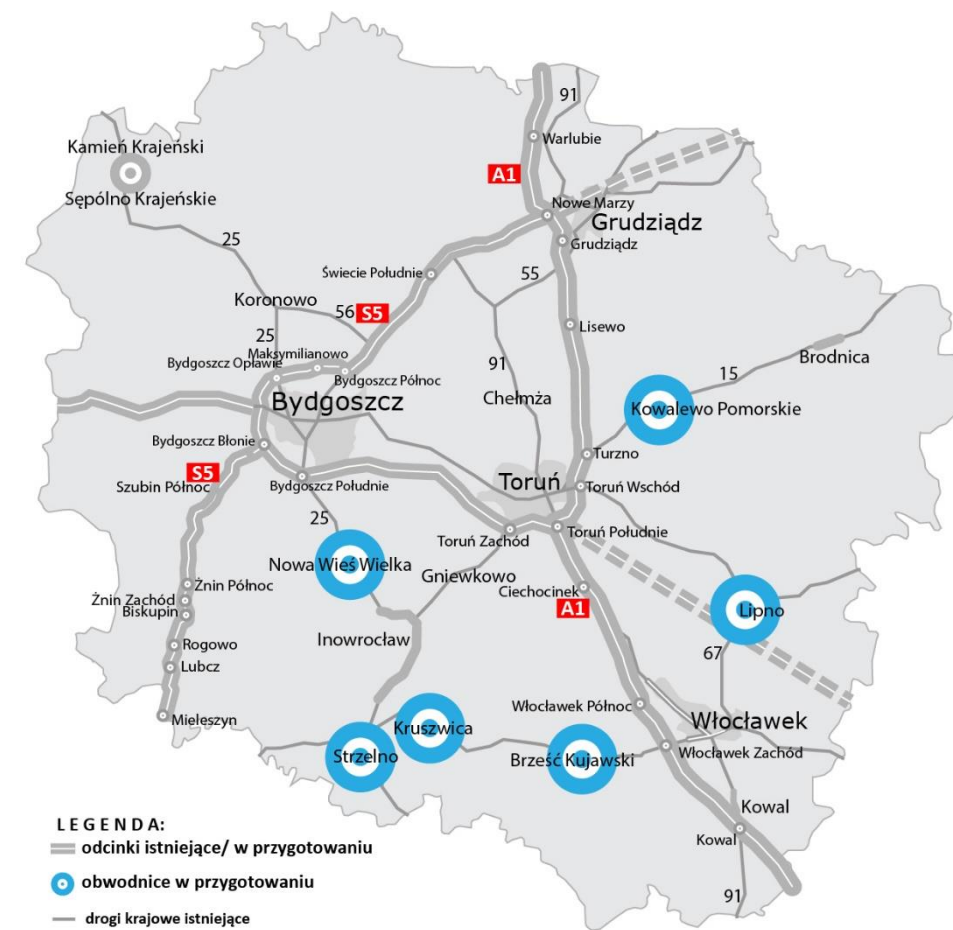 91
Kamień Krajeński
Warlubie
A1
Sępólno Krajeńskie
Nowe Marzy
Grudziądz
25
Grudziądz
Świecie Południe
55
Koronowo
56
S5
Lisewo
25
Maksymilianowo
Bydgoszcz Opławie
Bydgoszcz Północ
91
Brodnica
15
Chełmża
Bydgoszcz
Kowalewo Pomorskie
Bydgoszcz Błonie
Turzno
S5
Toruń
Szubin Północ
Bydgoszcz Południe
Toruń Wschód
25
Toruń Południe
Toruń Zachód
Nowa Wieś Wielka
Gniewkowo
Żnin Północ
Ciechocinek
Żnin Zachód
A1
Lipno
Biskupin
Inowrocław
Rogowo
67
Lubcz
Włocławek Północ
Mieleszyn
Włocławek
Kruszwica
Strzelno
Brześć Kujawski
Włocławek Zachód
Kowal
Kowal
91
LEGENDA:
odcinki istniejące/ w przygotowaniu
obwodnice w przygotowaniu
drogi krajowe istniejące